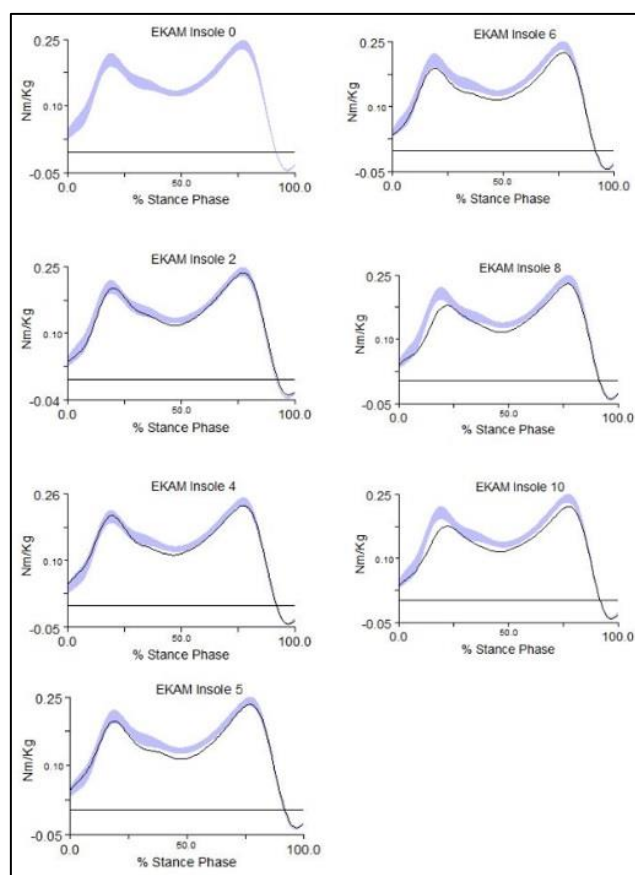 EKAM Insole 0
0.25
Nm/Kg
0.10
-0.05
0.0 50.0 100.0
% Stance Phase
EKAM Insole 2
0.25
Nm/Kg
0.10
-0.04
0.0 50.0 100.0
% Stance Phase
EKAM Insole 4
0.26
Nm/Kg
0.10
-0.05
0.0 50.0 100.0
% Stance Phase
EKAM Insole 5
0.25
Nm/Kg
0.10
-0.05
0.0 50.0 100.0
% Stance Phase
EKAM Insole 6
0.25
Nm/Kg
0.10
-0.05
0.0 50.0 100.0
% Stance Phase
EKAM Insole 8
0.25
Nm/Kg
0.10
-0.05
0.0 50.0 100.0
% Stance Phase
EKAM Insole 10
0.25
Nm/Kg
0.10
-0.05
0.0 50.0 100.0
% Stance Phase